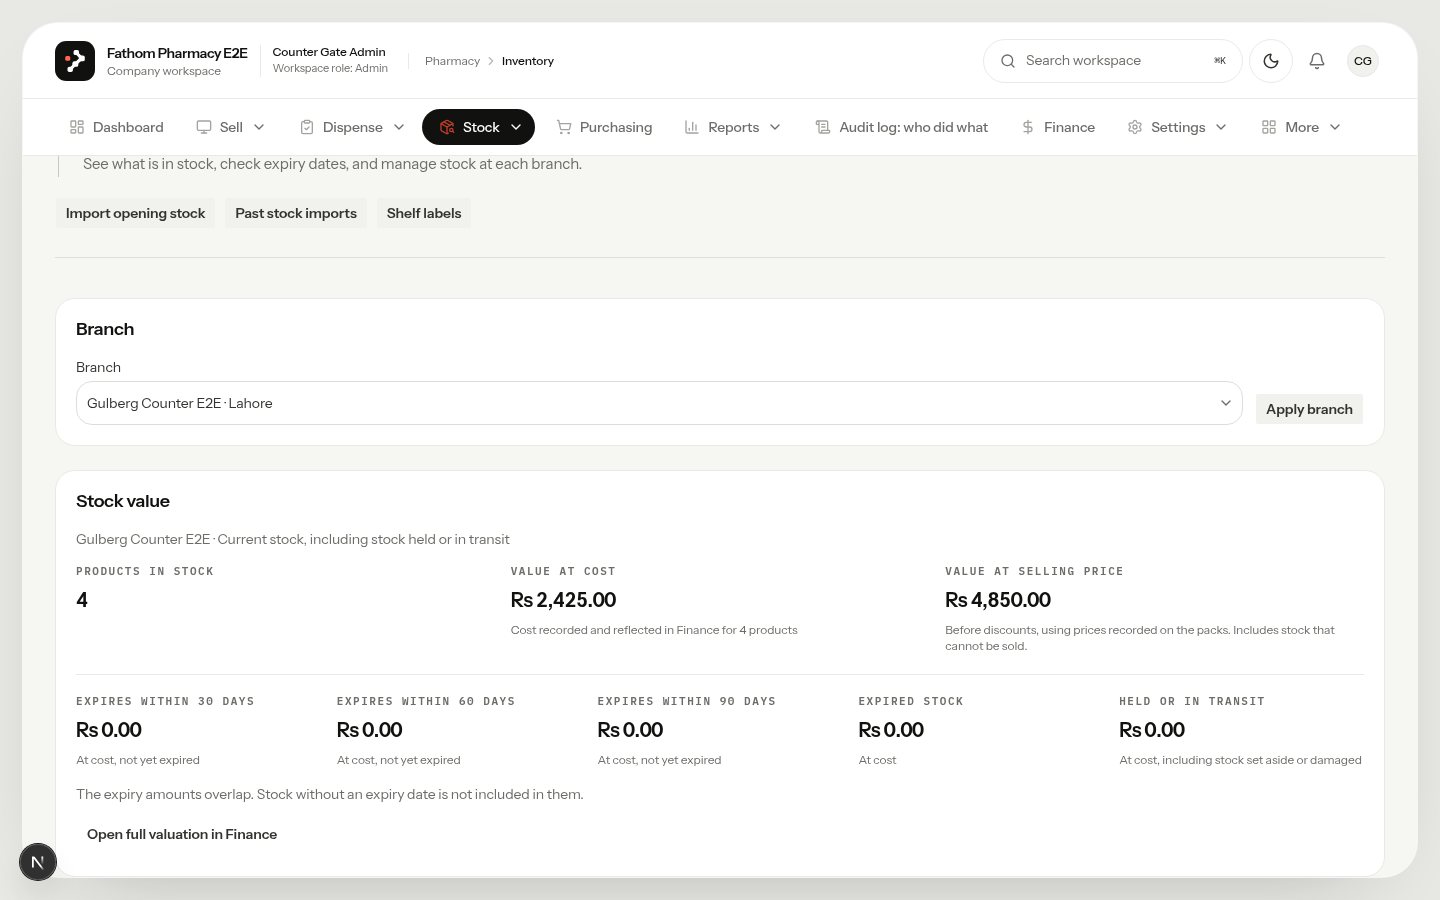 Fathom Pharmacy E2E
Company workspace
Counter Gate Admin
Workspace role: Admin
Pharmacy > Inventory
Search workspace
⌘K
CG
Dashboard
Sell
Dispense
Stock
Purchasing
Reports
Audit log: who did what
Finance
Settings
More
See what is in stock, check expiry dates, and manage stock at each branch.
Import opening stock
Past stock imports
Shelf labels
Branch
Branch
Gulberg Counter E2E · Lahore
Apply branch
Stock value
Gulberg Counter E2E · Current stock, including stock held or in transit
PRODUCTS IN STOCK
4
VALUE AT COST
Rs 2,425.00
Cost recorded and reflected in Finance for 4 products
VALUE AT SELLING PRICE
Rs 4,850.00
Before discounts, using prices recorded on the packs. Includes stock that
cannot be sold.
EXPIRES WITHIN 30 DAYS
Rs 0.00
At cost, not yet expired
EXPIRES WITHIN 60 DAYS
Rs 0.00
At cost, not yet expired
EXPIRES WITHIN 90 DAYS
Rs 0.00
At cost, not yet expired
EXPIRED STOCK
Rs 0.00
At cost
HELD OR IN TRANSIT
Rs 0.00
At cost, including stock set aside or damaged
The expiry amounts overlap. Stock without an expiry date is not included in them.
Open full valuation in Finance
N